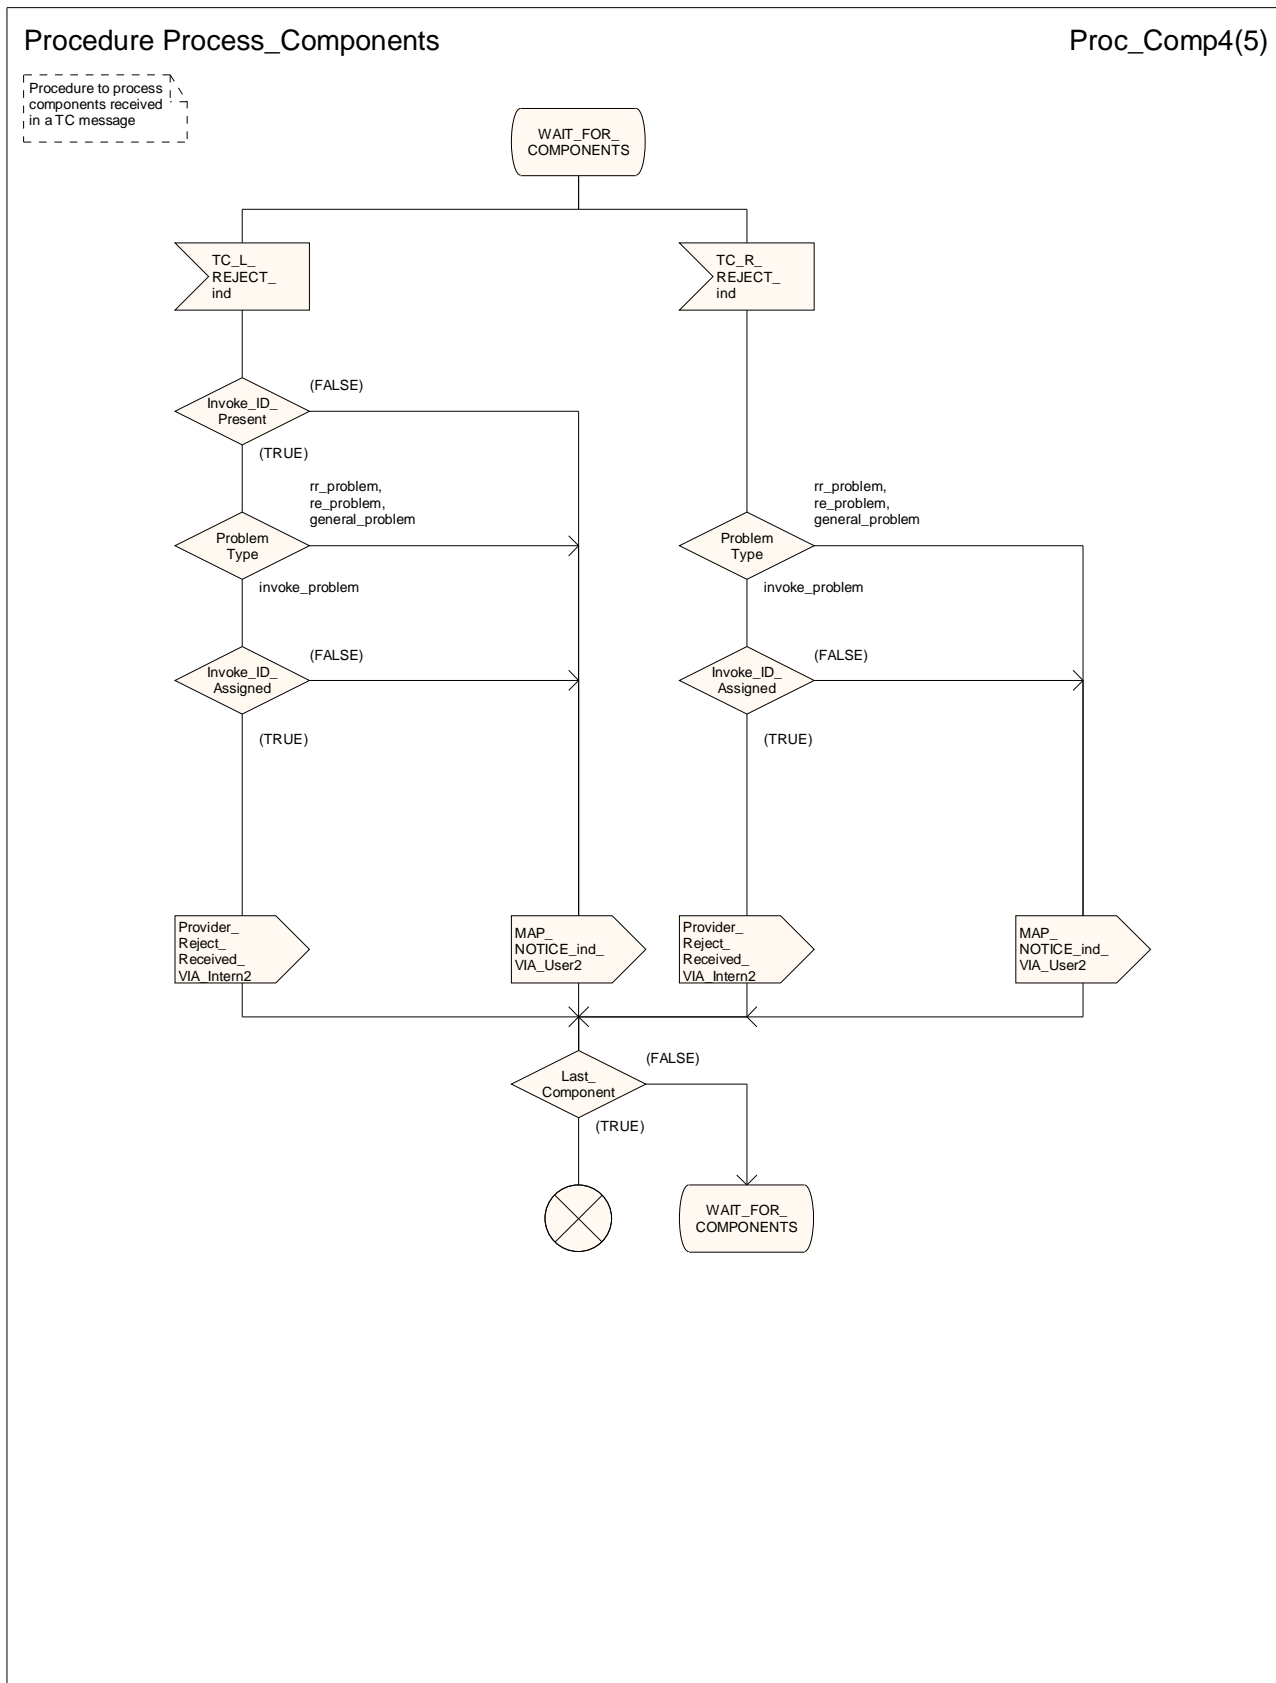 Procedure Process_Components
Proc_Comp4(5)
Procedure to process
components received
in a TC message
WAIT_FOR_
COMPONENTS
TC_L_
REJECT_
ind
TC_R_
REJECT_
ind
(FALSE)
Invoke_ID_
Present
(TRUE)
rr_problem,
re_problem,
general_problem
Problem
Type
invoke_problem
rr_problem,
re_problem,
general_problem
Problem
Type
invoke_problem
(FALSE)
Invoke_ID_
Assigned
(TRUE)
(FALSE)
Invoke_ID_
Assigned
(TRUE)
Provider_
Reject_
Received_
VIA_Intern2
MAP_
NOTICE_ind_
VIA_User2
Provider_
Reject_
Received_
VIA_Intern2
MAP_
NOTICE_ind_
VIA_User2
(FALSE)
Last_
Component
(TRUE)
WAIT_FOR_
COMPONENTS